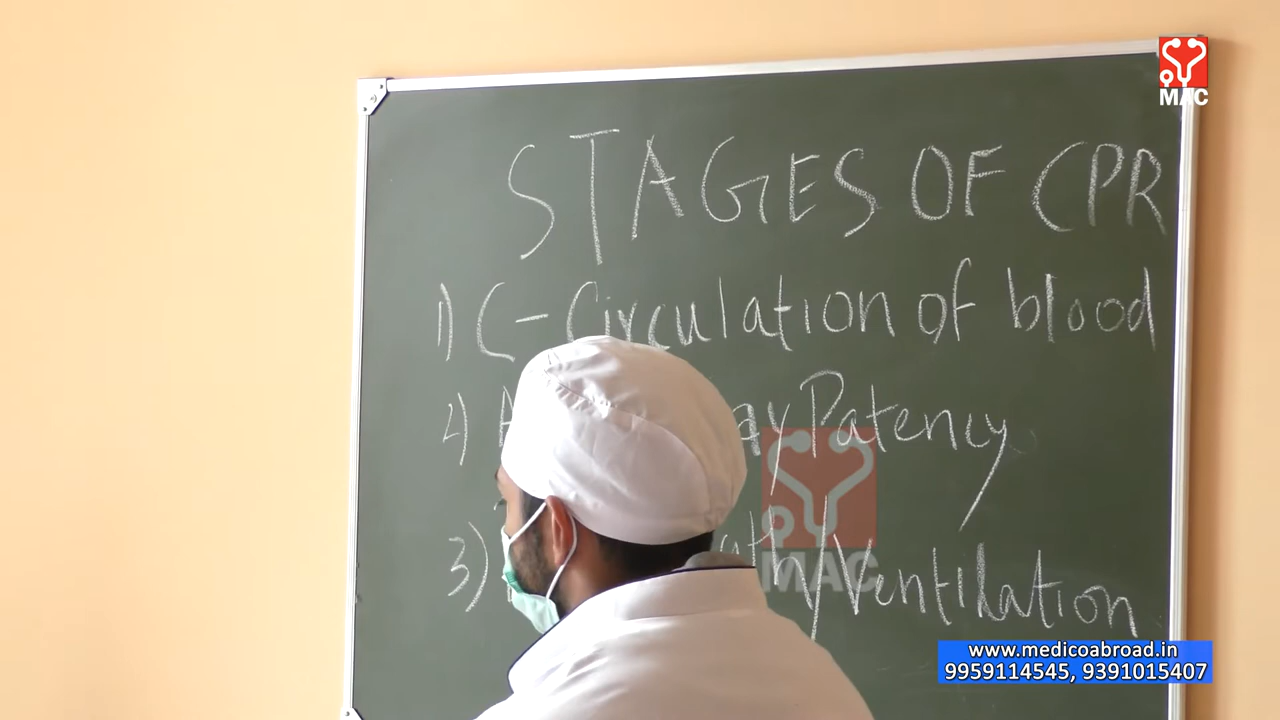 MAC
STAGES OF CPR
1) C - Circulation of blood
2) A ay Patency
MAC
3) ath/Ventilation
www.medicoabroad.in
9959114545, 9391015407